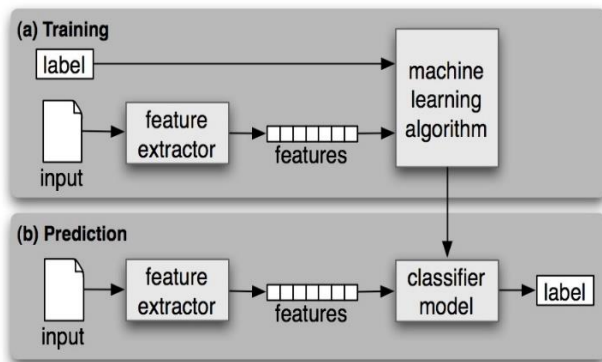 (a) Training
label
machine
learning
algorithm
feature
extractor
features
input
(b) Prediction
feature
extractor
features
classifier
model
label
input